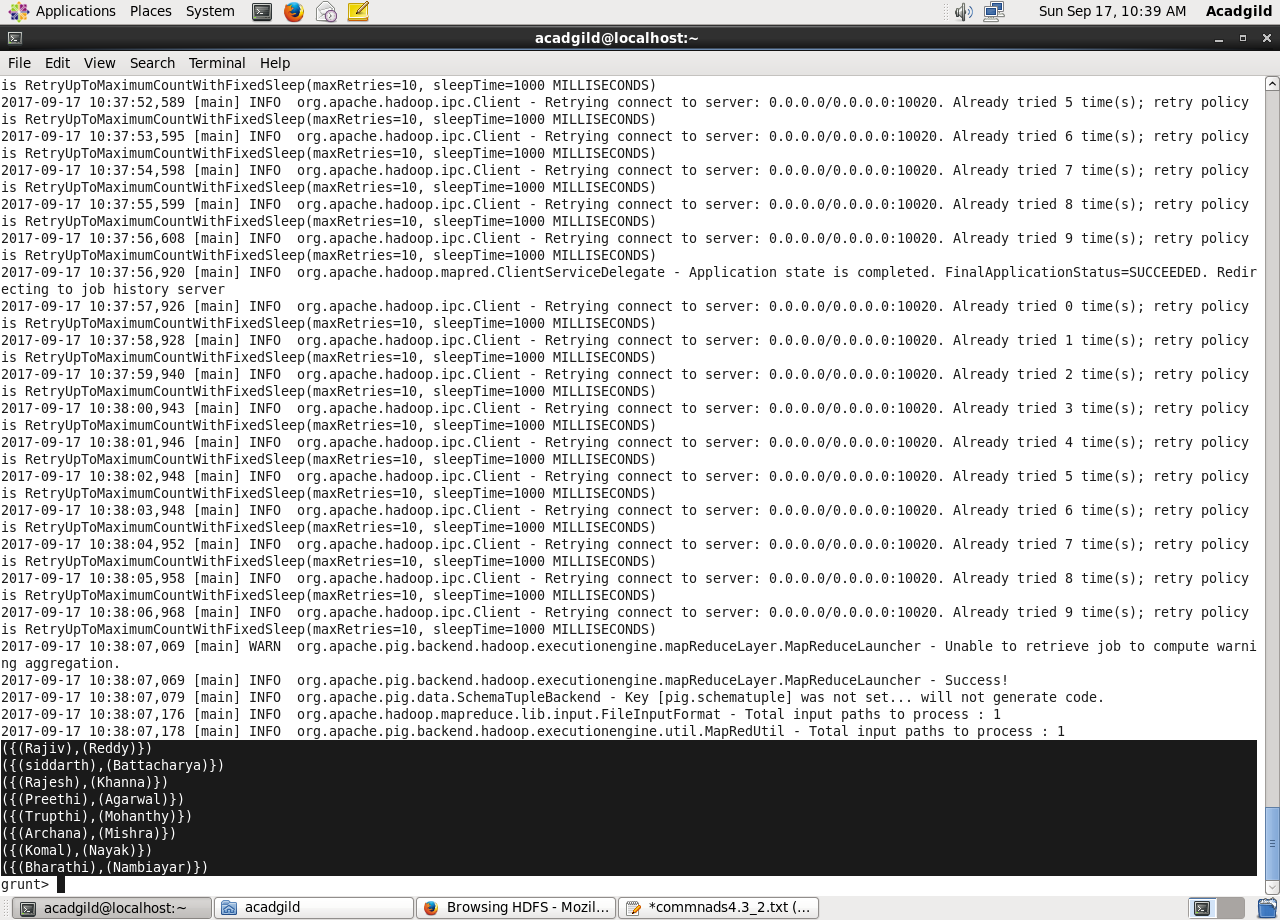 Applications Places System Sun Sep 17, 10:39 AM Acadgild
acadgild@localhost:~
File Edit View Search Terminal Help
is RetryUpToMaximumCountWithFixedSleep(maxRetries=10, sleepTime=1000 MILLISECONDS)
2017-09-17 10:37:52,589 [main] INFO  org.apache.hadoop.ipc.Client - Retrying connect to server: 0.0.0.0/0.0.0.0:10020. Already tried 5 time(s); retry policy
is RetryUpToMaximumCountWithFixedSleep(maxRetries=10, sleepTime=1000 MILLISECONDS)
2017-09-17 10:37:53,595 [main] INFO  org.apache.hadoop.ipc.Client - Retrying connect to server: 0.0.0.0/0.0.0.0:10020. Already tried 6 time(s); retry policy
is RetryUpToMaximumCountWithFixedSleep(maxRetries=10, sleepTime=1000 MILLISECONDS)
2017-09-17 10:37:54,598 [main] INFO  org.apache.hadoop.ipc.Client - Retrying connect to server: 0.0.0.0/0.0.0.0:10020. Already tried 7 time(s); retry policy
is RetryUpToMaximumCountWithFixedSleep(maxRetries=10, sleepTime=1000 MILLISECONDS)
2017-09-17 10:37:55,599 [main] INFO  org.apache.hadoop.ipc.Client - Retrying connect to server: 0.0.0.0/0.0.0.0:10020. Already tried 8 time(s); retry policy
is RetryUpToMaximumCountWithFixedSleep(maxRetries=10, sleepTime=1000 MILLISECONDS)
2017-09-17 10:37:56,608 [main] INFO  org.apache.hadoop.ipc.Client - Retrying connect to server: 0.0.0.0/0.0.0.0:10020. Already tried 9 time(s); retry policy
is RetryUpToMaximumCountWithFixedSleep(maxRetries=10, sleepTime=1000 MILLISECONDS)
2017-09-17 10:37:56,920 [main] INFO  org.apache.hadoop.mapred.ClientServiceDelegate - Application state is completed. FinalApplicationStatus=SUCCEEDED. Redir
ecting to job history server
2017-09-17 10:37:57,926 [main] INFO  org.apache.hadoop.ipc.Client - Retrying connect to server: 0.0.0.0/0.0.0.0:10020. Already tried 0 time(s); retry policy
is RetryUpToMaximumCountWithFixedSleep(maxRetries=10, sleepTime=1000 MILLISECONDS)
2017-09-17 10:37:58,928 [main] INFO  org.apache.hadoop.ipc.Client - Retrying connect to server: 0.0.0.0/0.0.0.0:10020. Already tried 1 time(s); retry policy
is RetryUpToMaximumCountWithFixedSleep(maxRetries=10, sleepTime=1000 MILLISECONDS)
2017-09-17 10:37:59,940 [main] INFO  org.apache.hadoop.ipc.Client - Retrying connect to server: 0.0.0.0/0.0.0.0:10020. Already tried 2 time(s); retry policy
is RetryUpToMaximumCountWithFixedSleep(maxRetries=10, sleepTime=1000 MILLISECONDS)
2017-09-17 10:38:00,943 [main] INFO  org.apache.hadoop.ipc.Client - Retrying connect to server: 0.0.0.0/0.0.0.0:10020. Already tried 3 time(s); retry policy
is RetryUpToMaximumCountWithFixedSleep(maxRetries=10, sleepTime=1000 MILLISECONDS)
2017-09-17 10:38:01,946 [main] INFO  org.apache.hadoop.ipc.Client - Retrying connect to server: 0.0.0.0/0.0.0.0:10020. Already tried 4 time(s); retry policy
is RetryUpToMaximumCountWithFixedSleep(maxRetries=10, sleepTime=1000 MILLISECONDS)
2017-09-17 10:38:02,948 [main] INFO  org.apache.hadoop.ipc.Client - Retrying connect to server: 0.0.0.0/0.0.0.0:10020. Already tried 5 time(s); retry policy
is RetryUpToMaximumCountWithFixedSleep(maxRetries=10, sleepTime=1000 MILLISECONDS)
2017-09-17 10:38:03,948 [main] INFO  org.apache.hadoop.ipc.Client - Retrying connect to server: 0.0.0.0/0.0.0.0:10020. Already tried 6 time(s); retry policy
is RetryUpToMaximumCountWithFixedSleep(maxRetries=10, sleepTime=1000 MILLISECONDS)
2017-09-17 10:38:04,952 [main] INFO  org.apache.hadoop.ipc.Client - Retrying connect to server: 0.0.0.0/0.0.0.0:10020. Already tried 7 time(s); retry policy
is RetryUpToMaximumCountWithFixedSleep(maxRetries=10, sleepTime=1000 MILLISECONDS)
2017-09-17 10:38:05,958 [main] INFO  org.apache.hadoop.ipc.Client - Retrying connect to server: 0.0.0.0/0.0.0.0:10020. Already tried 8 time(s); retry policy
is RetryUpToMaximumCountWithFixedSleep(maxRetries=10, sleepTime=1000 MILLISECONDS)
2017-09-17 10:38:06,968 [main] INFO  org.apache.hadoop.ipc.Client - Retrying connect to server: 0.0.0.0/0.0.0.0:10020. Already tried 9 time(s); retry policy
is RetryUpToMaximumCountWithFixedSleep(maxRetries=10, sleepTime=1000 MILLISECONDS)
2017-09-17 10:38:07,069 [main] WARN  org.apache.pig.backend.hadoop.executionengine.mapReduceLayer.MapReduceLauncher - Unable to retrieve job to compute warni
ng aggregation.
2017-09-17 10:38:07,069 [main] INFO  org.apache.pig.backend.hadoop.executionengine.mapReduceLayer.MapReduceLauncher - Success!
2017-09-17 10:38:07,079 [main] INFO  org.apache.pig.data.SchemaTupleBackend - Key [pig.schematuple] was not set... will not generate code.
2017-09-17 10:38:07,176 [main] INFO  org.apache.hadoop.mapreduce.lib.input.FileInputFormat - Total input paths to process : 1
2017-09-17 10:38:07,178 [main] INFO  org.apache.pig.backend.hadoop.executionengine.util.MapRedUtil - Total input paths to process : 1
({(Rajiv),(Reddy)})
({(siddarth),(Battacharya)})
({(Rajesh),(Khanna)})
({(Preethi),(Agarwal)})
({(Trupthi),(Mohanthy)})
({(Archana),(Mishra)})
({(Komal),(Nayak)})
({(Bharathi),(Nambiayar)})
grunt>
acadgild@localhost:~ acadgild Browsing HDFS - Mozil... *commnads4.3_2.txt (...